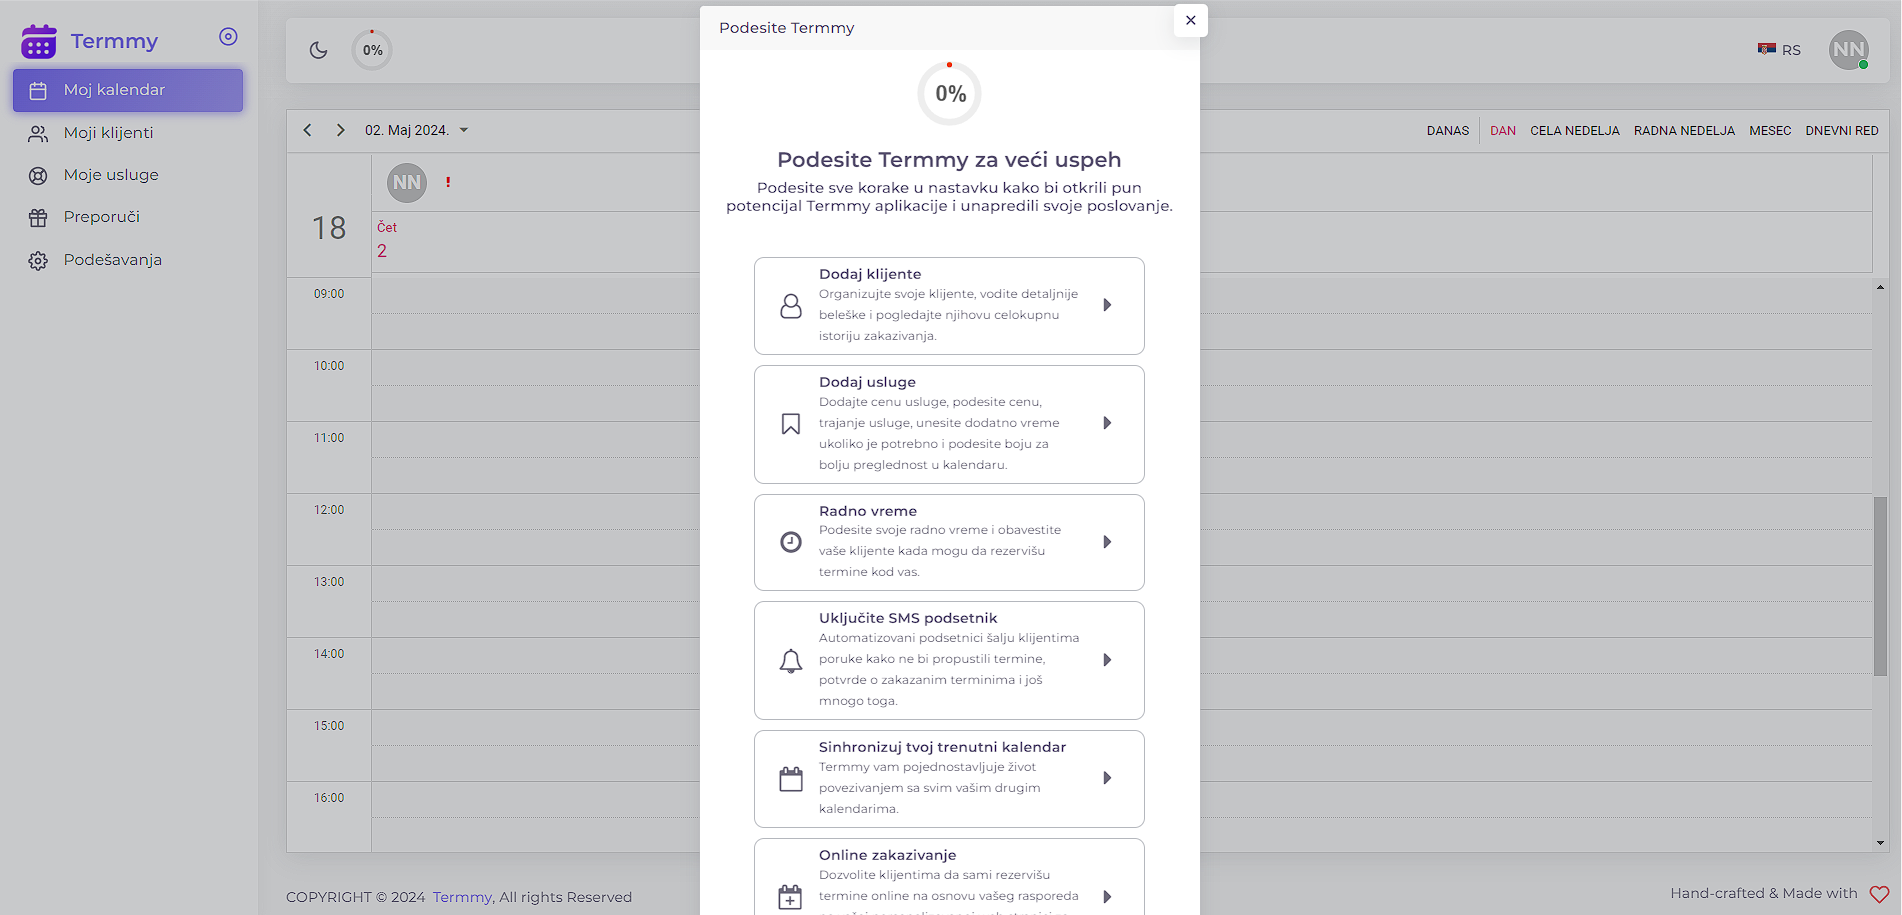 Termmy
Moj kalendar
Moji klijenti
Moje usluge
Preporuči
Podešavanja
0%
RS
NN
02. Maj 2024.
DANAS
DAN
CELA NEDELJA
RADNA NEDELJA
MESEC
DNEVNI RED
NN
!
18
Čet
2
09:00
10:00
11:00
12:00
13:00
14:00
15:00
16:00
Podesite Termmy
0%
Podesite Termmy za veći uspeh
Podesite sve korake u nastavku kako bi otkrili pun
potencijal Termmy aplikacije i unapredili svoje poslovanje.
Dodaj klijente
Organizujte svoje klijente, vodite detaljnije
beleške i pogledajte njihovu celokupnu
istoriju zakazivanja.
Dodaj usluge
Dodajte cenu usluge, podesite cenu,
trajanje usluge, unesite dodatno vreme
ukoliko je potrebno i podesite boju za
bolju preglednost u kalendaru.
Radno vreme
Podesite svoje radno vreme i obavestite
vaše klijente kada mogu da rezervišu
termine kod vas.
Uključite SMS podsetnik
Automatizovani podsetnici šalju klijentima
poruke kako ne bi propustili termine,
potvrde o zakazanim terminima i još
mnogo toga.
Sinhronizuj tvoj trenutni kalendar
Termmy vam pojednostavljuje život
povezivanjem sa svim vašim drugim
kalendarima.
Online zakazivanje
Dozvolite klijentima da sami rezervišu
termine online na osnovu vašeg rasporeda
COPYRIGHT © 2024 Termmy, All rights Reserved
Hand-crafted & Made with